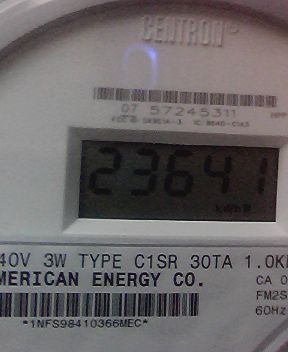 CENTRON®
07 57245311
23641
kWh
40V 3W TYPE C1SR 30TA 1.0K
MERICAN ENERGY CO.
CA 0
FM2S
60Hz
*1NFS98410366MEC*